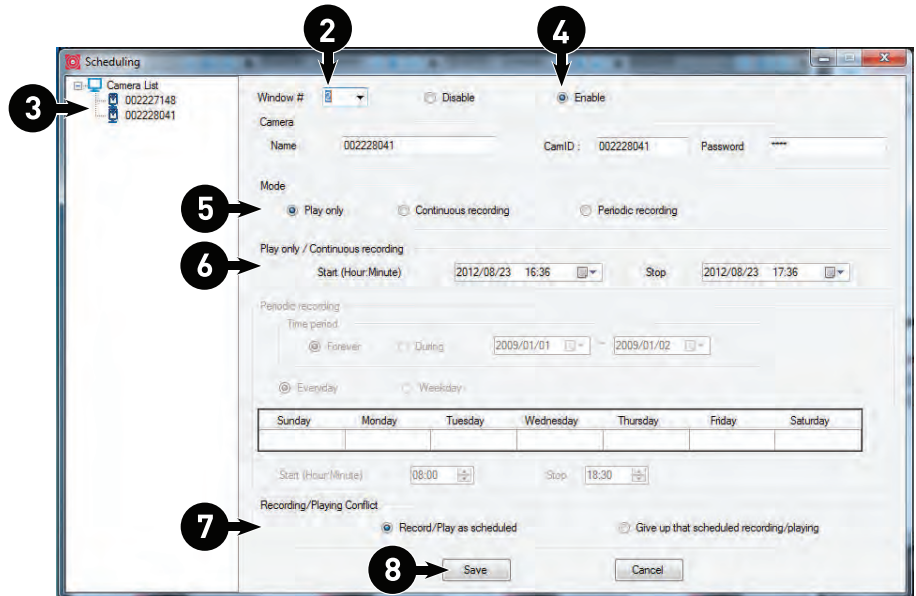 2
4
Scheduling
Camera List
3
002227148
002228041
Window # 2 Disable Enable
Camera
Name 002228041 CamID : 002228041 Password ****
Mode
5
Play only Continuous recording Periodic recording
Play only / Continuous recording
6
Start (Hour:Minute) 2012/08/23 16:36 Stop 2012/08/23 17:36
Periodic recording
Time period
Forever During 2009/01/01 ~ 2009/01/02
Everyday Weekday
Sunday Monday Tuesday Wednesday Thursday Friday Saturday
Start (Hour:Minute) 08:00 Stop 18:30
Recording/Playing Conflict
7
Record/Play as scheduled Give up that scheduled recording/playing
8
Save Cancel